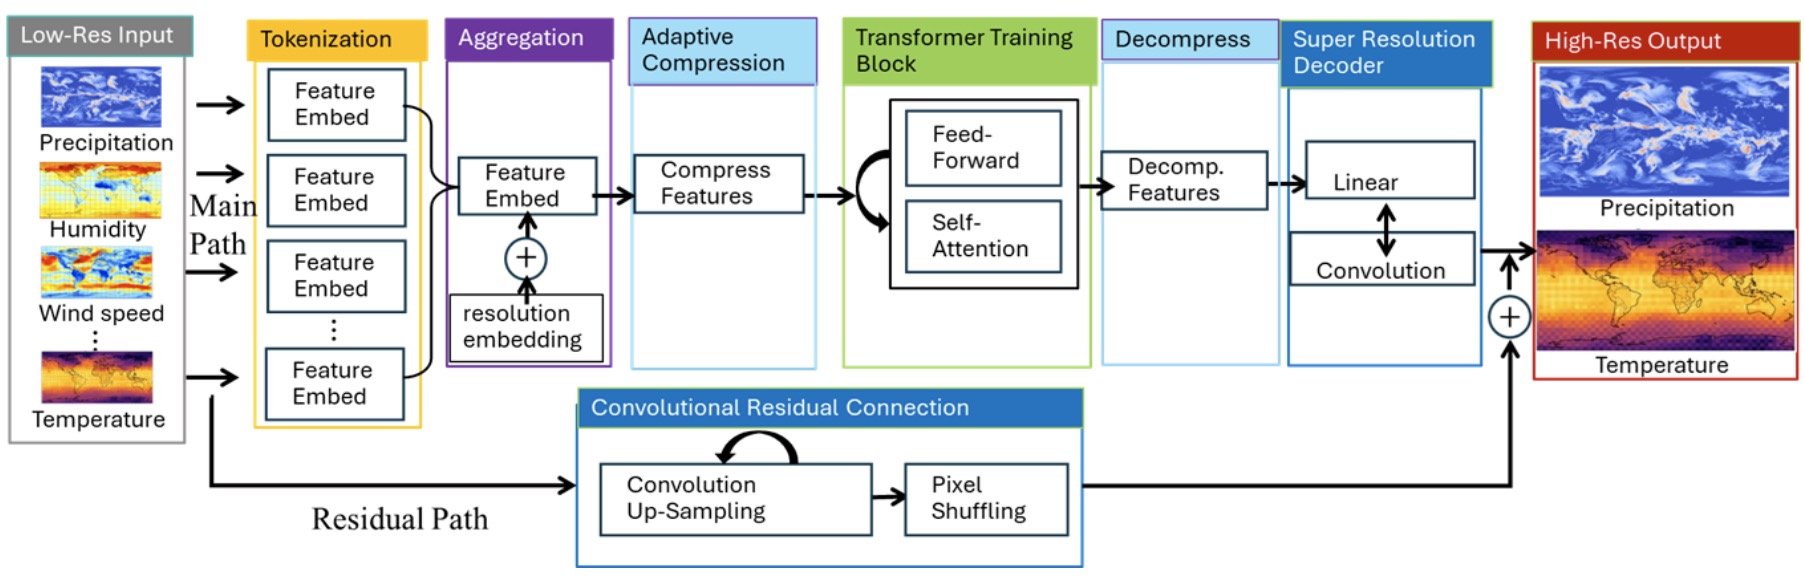 Low-Res Input
Precipitation
Humidity
Wind speed
Temperature
Main
Path
Tokenization
Feature
Embed
Feature
Embed
Feature
Embed
Feature
Embed
Aggregation
Feature
Embed
+
resolution
embedding
Adaptive
Compression
Compress
Features
Transformer Training
Block
Feed-
Forward
Self-
Attention
Decompress
Decomp.
Features
Super Resolution
Decoder
Linear
Convolution
+
High-Res Output
Precipitation
Temperature
Residual Path
Convolutional Residual Connection
Convolution
Up-Sampling
Pixel
Shuffling